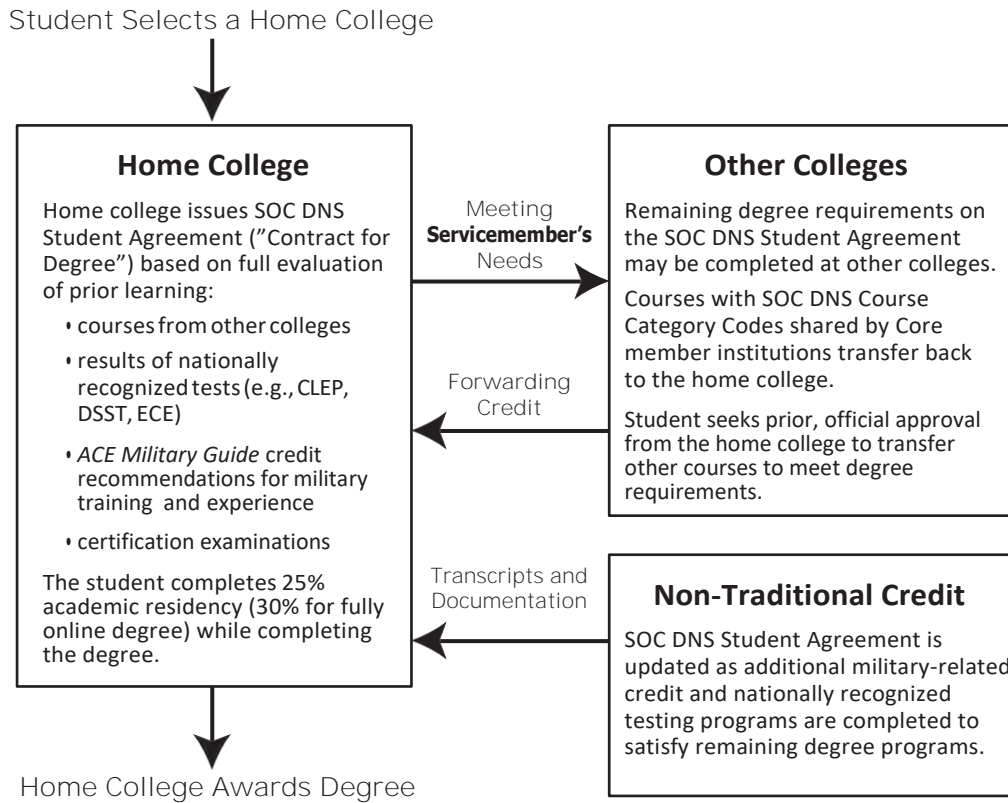 Student Selects a Home College
Home College
Home college issues SOC DNS
Student Agreement (”Contract for
Degree”) based on full evaluation
of prior learning:
• courses from other colleges
• results of nationally
recognized tests (e.g., CLEP,
DSST, ECE)
• ACE Military Guide credit
recommendations for military
training and experience
• certification examinations
The student completes 25%
academic residency (30% for fully
online degree) while completing
the degree.
Meeting
Servicemember’s
Needs
Forwarding
Credit
Transcripts and
Documentation
Other Colleges
Remaining degree requirements on
the SOC DNS Student Agreement
may be completed at other colleges.
Courses with SOC DNS Course
Category Codes shared by Core
member institutions transfer back
to the home college.
Student seeks prior, official approval
from the home college to transfer
other courses to meet degree
requirements.
Non-Traditional Credit
SOC DNS Student Agreement is
updated as additional military-related
credit and nationally recognized
testing programs are completed to
satisfy remaining degree programs.
Home College Awards Degree